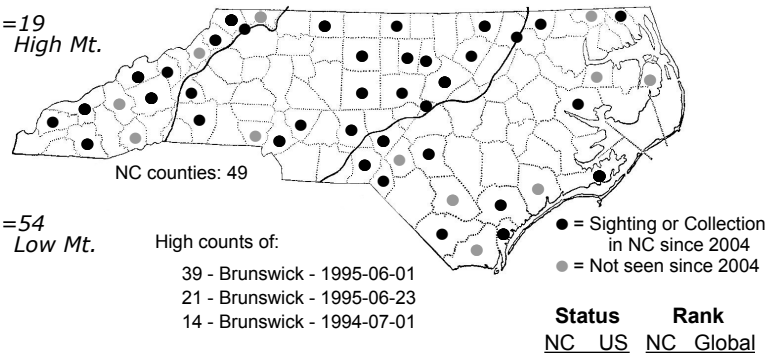 =19
High Mt.
NC counties: 49
=54
Low Mt.
High counts of:
39 - Brunswick - 1995-06-01
21 - Brunswick - 1995-06-23
14 - Brunswick - 1994-07-01
● = Sighting or Collection
in NC since 2004
● = Not seen since 2004
Status Rank
NC US NC Global